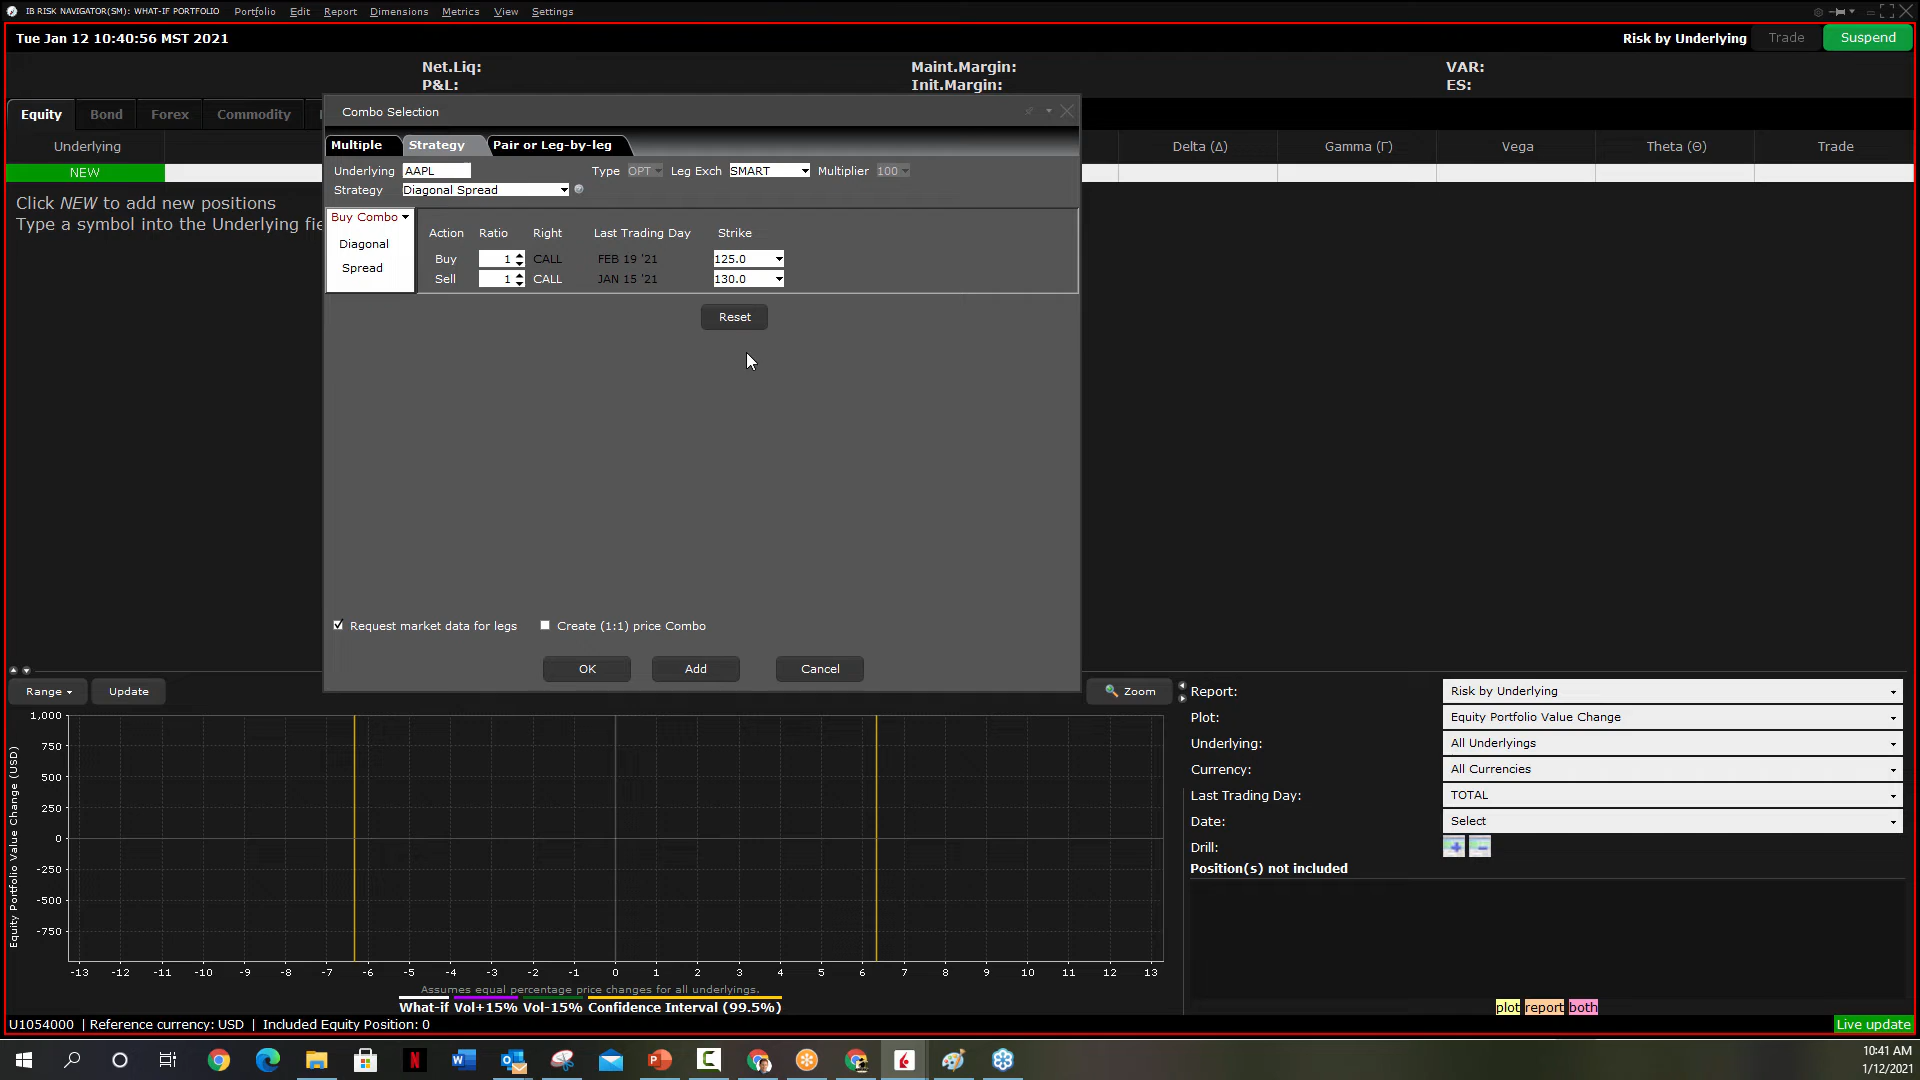 IB RISK NAVIGATOR(SM): WHAT-IF PORTFOLIO Portfolio Edit Report Dimensions Metrics View Settings
Tue Jan 12 10:40:56 MST 2021 Risk by Underlying Trade Suspend
Net.Liq: Maint.Margin: VAR:
P&L: Init.Margin: ES:
Equity Bond Forex Commodity
Underlying Delta (Δ) Gamma (Γ) Vega Theta (Θ) Trade
NEW
Click NEW to add new positions
Type a symbol into the Underlying fie
Combo Selection
Multiple Strategy Pair or Leg-by-leg
Underlying AAPL Type OPT Leg Exch SMART Multiplier 100
Strategy Diagonal Spread
Buy Combo
Diagonal
Spread
Action Ratio Right Last Trading Day Strike
Buy 1 CALL FEB 19 '21 125.0
Sell 1 CALL JAN 15 '21 130.0
Reset
Request market data for legs Create (1:1) price Combo
OK Add Cancel
Range Update Zoom
Equity Portfolio Value Change (USD)
1,000
750
500
250
0
-250
-500
-750
-13 -12 -11 -10 -9 -8 -7 -6 -5 -4 -3 -2 -1 0 1 2 3 4 5 6 7 8 9 10 11 12 13
Assumes equal percentage price changes for all underlyings.
What-if Vol+15% Vol-15% Confidence Interval (99.5%)
Report: Risk by Underlying
Plot: Equity Portfolio Value Change
Underlying: All Underlyings
Currency: All Currencies
Last Trading Day: TOTAL
Date: Select
Drill:
Position(s) not included
plot report both
U1054000 | Reference currency: USD | Included Equity Position: 0 Live update
10:41 AM
1/12/2021